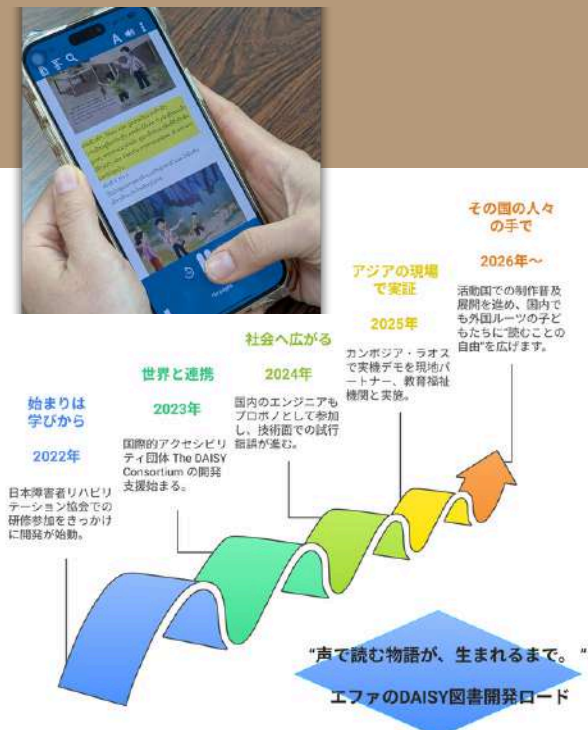 始まりは
学びから
2022年
日本障害者リハビリ
テーション協会での
研修参加をきっかけ
に開発が始動。
世界と連携
2023年
国際的アクセシビリ
ティ団体 The DAISY
Consortium の開発
支援始まる。
社会へ広がる
2024年
国内のエンジニアも
プロボノとして参加
し、技術面での試行
錯誤が進む。
アジアの現場
で実証
2025年
カンボジア・ラオス
で実機デモを現地パ
ートナー、教育福祉
機関と実施。
その国の人々
の手で
2026年～
活動国での制作普及
展開を進め、国内で
も外国ルーツの子ど
もたちに“読むことの
自由”を広げます。
“声で読む物語が、生まれるまで。 ”
エファのDAISY図書開発ロード